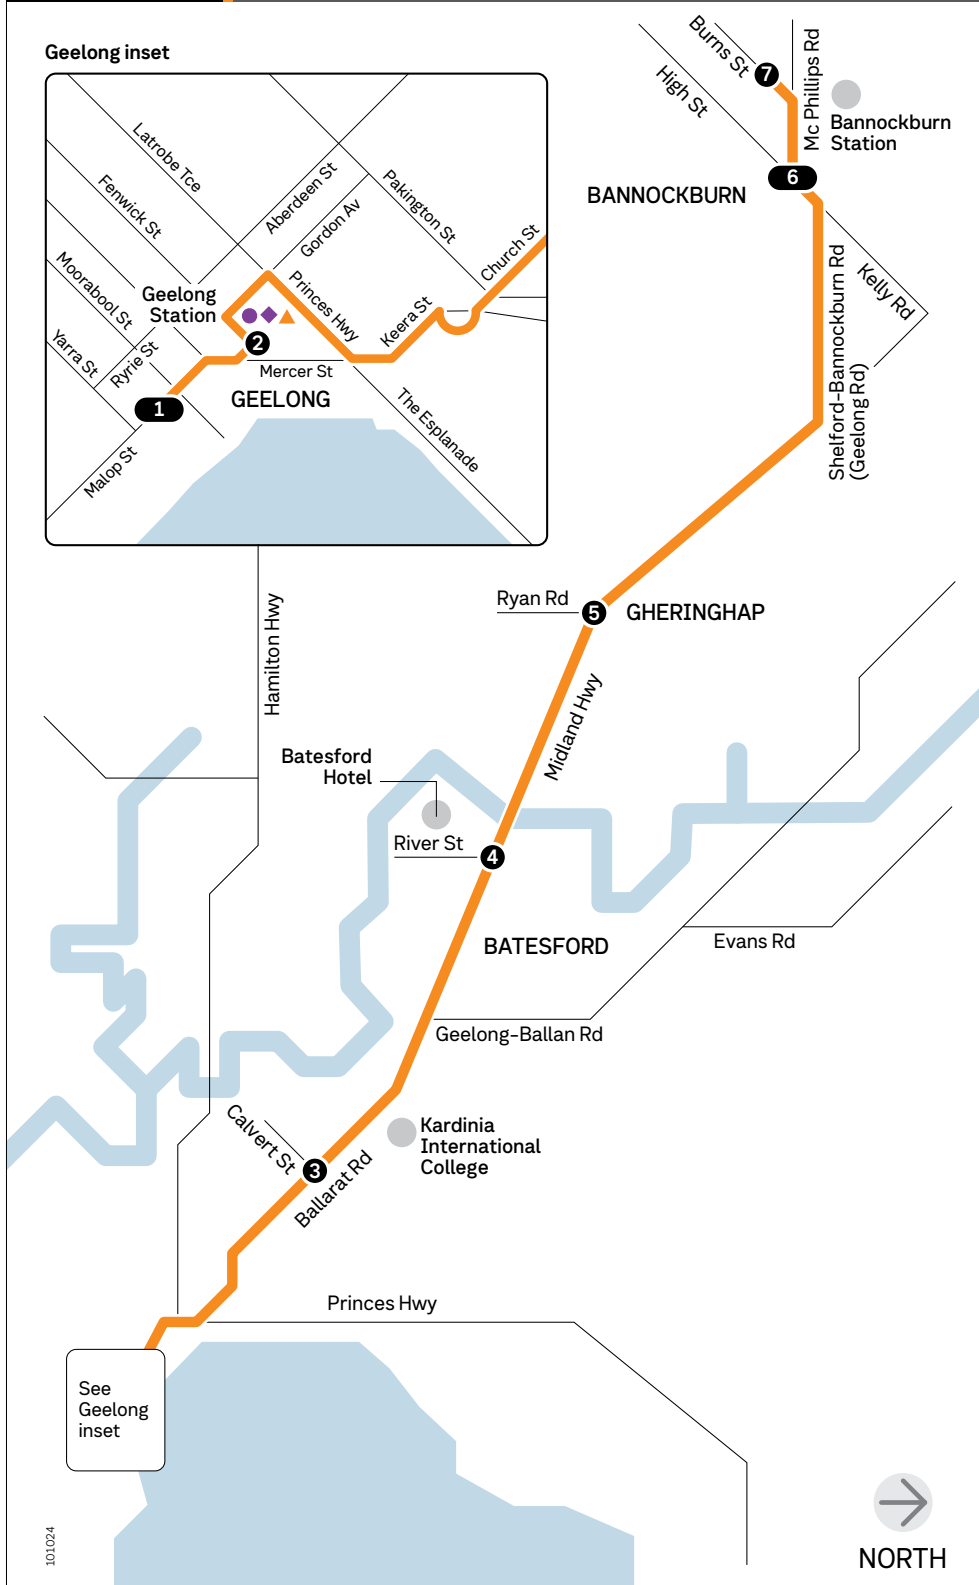 Geelong inset
Latrobe Tce
Fenwick St
Moorabool St
Yarra St
Ryrie St
Malop St
Aberdeen St
Gordon Av
Pakington St
Church St
Princes Hwy
Keera St
Geelong
Station
2
Mercer St
1
GEELONG
The Esplanade
Burns St
7
Mc Phillips Rd
High St
Bannockburn
Station
6
BANNOCKBURN
Kelly Rd
Shelford-Bannockburn Rd
(Geelong Rd)
Ryan Rd
5
GHERINGHAP
Hamilton Hwy
Midland Hwy
Batesford
Hotel
River St
4
BATESFORD
Evans Rd
Geelong-Ballan Rd
Calvert St
Kardinia
International
College
3
Ballarat Rd
Princes Hwy
See
Geelong
inset
101024
NORTH